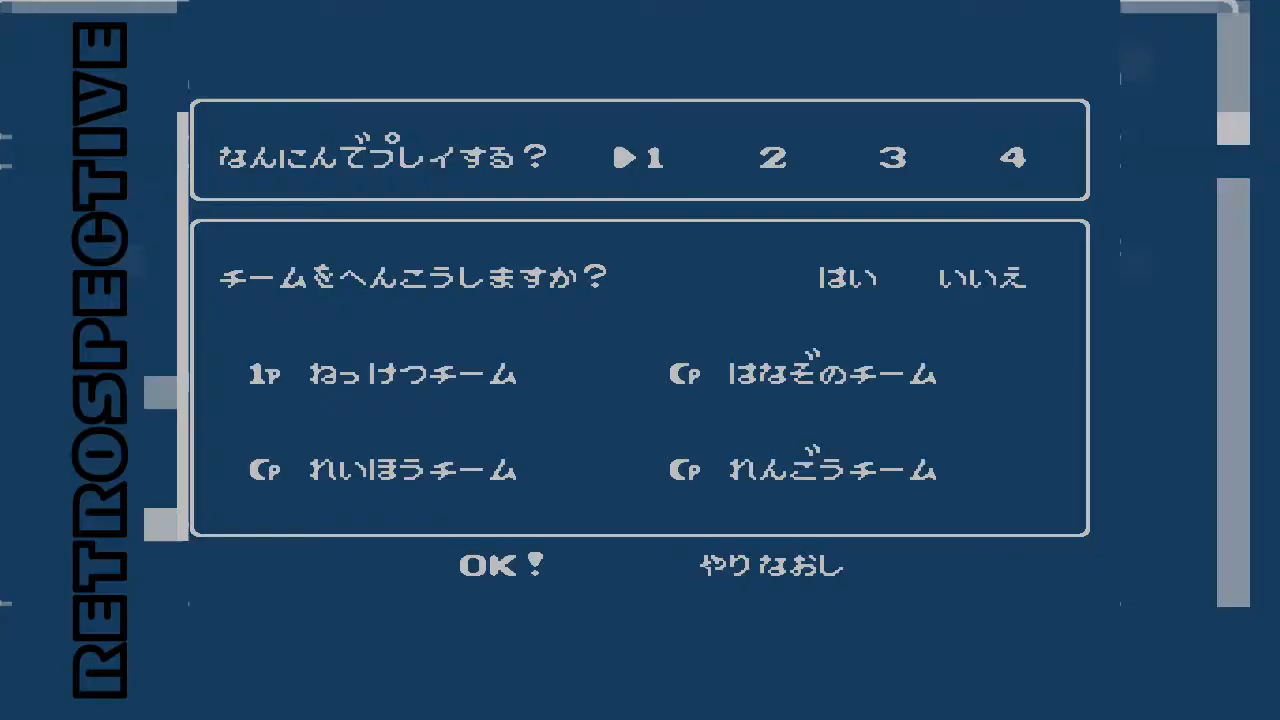 RETROSPECTIVE
なんにんでプレイする? ▶1 2 3 4
チームをへんこうしますか? はい いいえ
1P ねっけつチーム CP はなぞのチーム
CP れいほうチーム CP れんごうチーム
OK! やりなおし